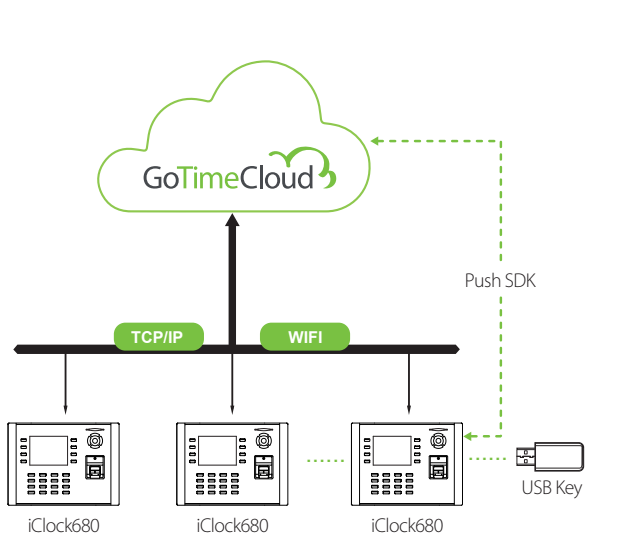 GoTimeCloud
Push SDK
TCP/IP
WIFI
USB Key
iClock680
iClock680
iClock680